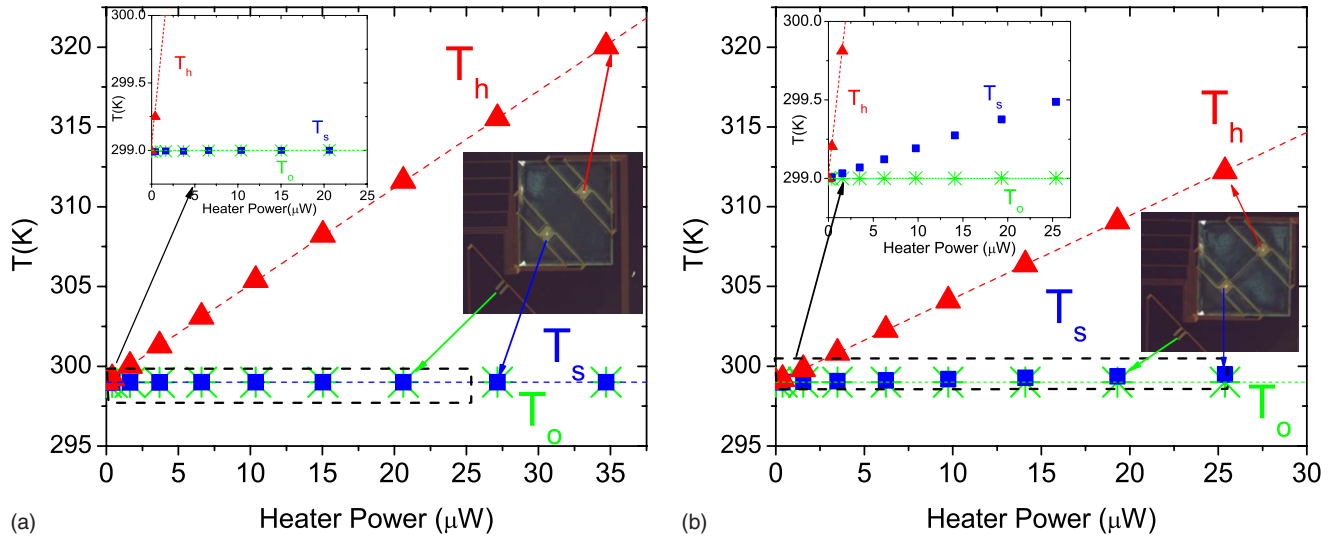 320
315
310
305
300
295
T(K)
0
5
10
15
20
25
30
35
Heater Power (μW)
(a)
T_h
T_s
T_o
300.0
299.5
299.0
T(K)
0
5
10
15
20
25
Heater Power(μW)
T_h
T_s
T_o
320
315
310
305
300
295
T(K)
0
5
10
15
20
25
30
Heater Power (μW)
(b)
T_h
T_s
T_o
300.0
299.5
299.0
T(K)
0
5
10
15
20
25
Heater Power (μW)
T_h
T_s
T_o